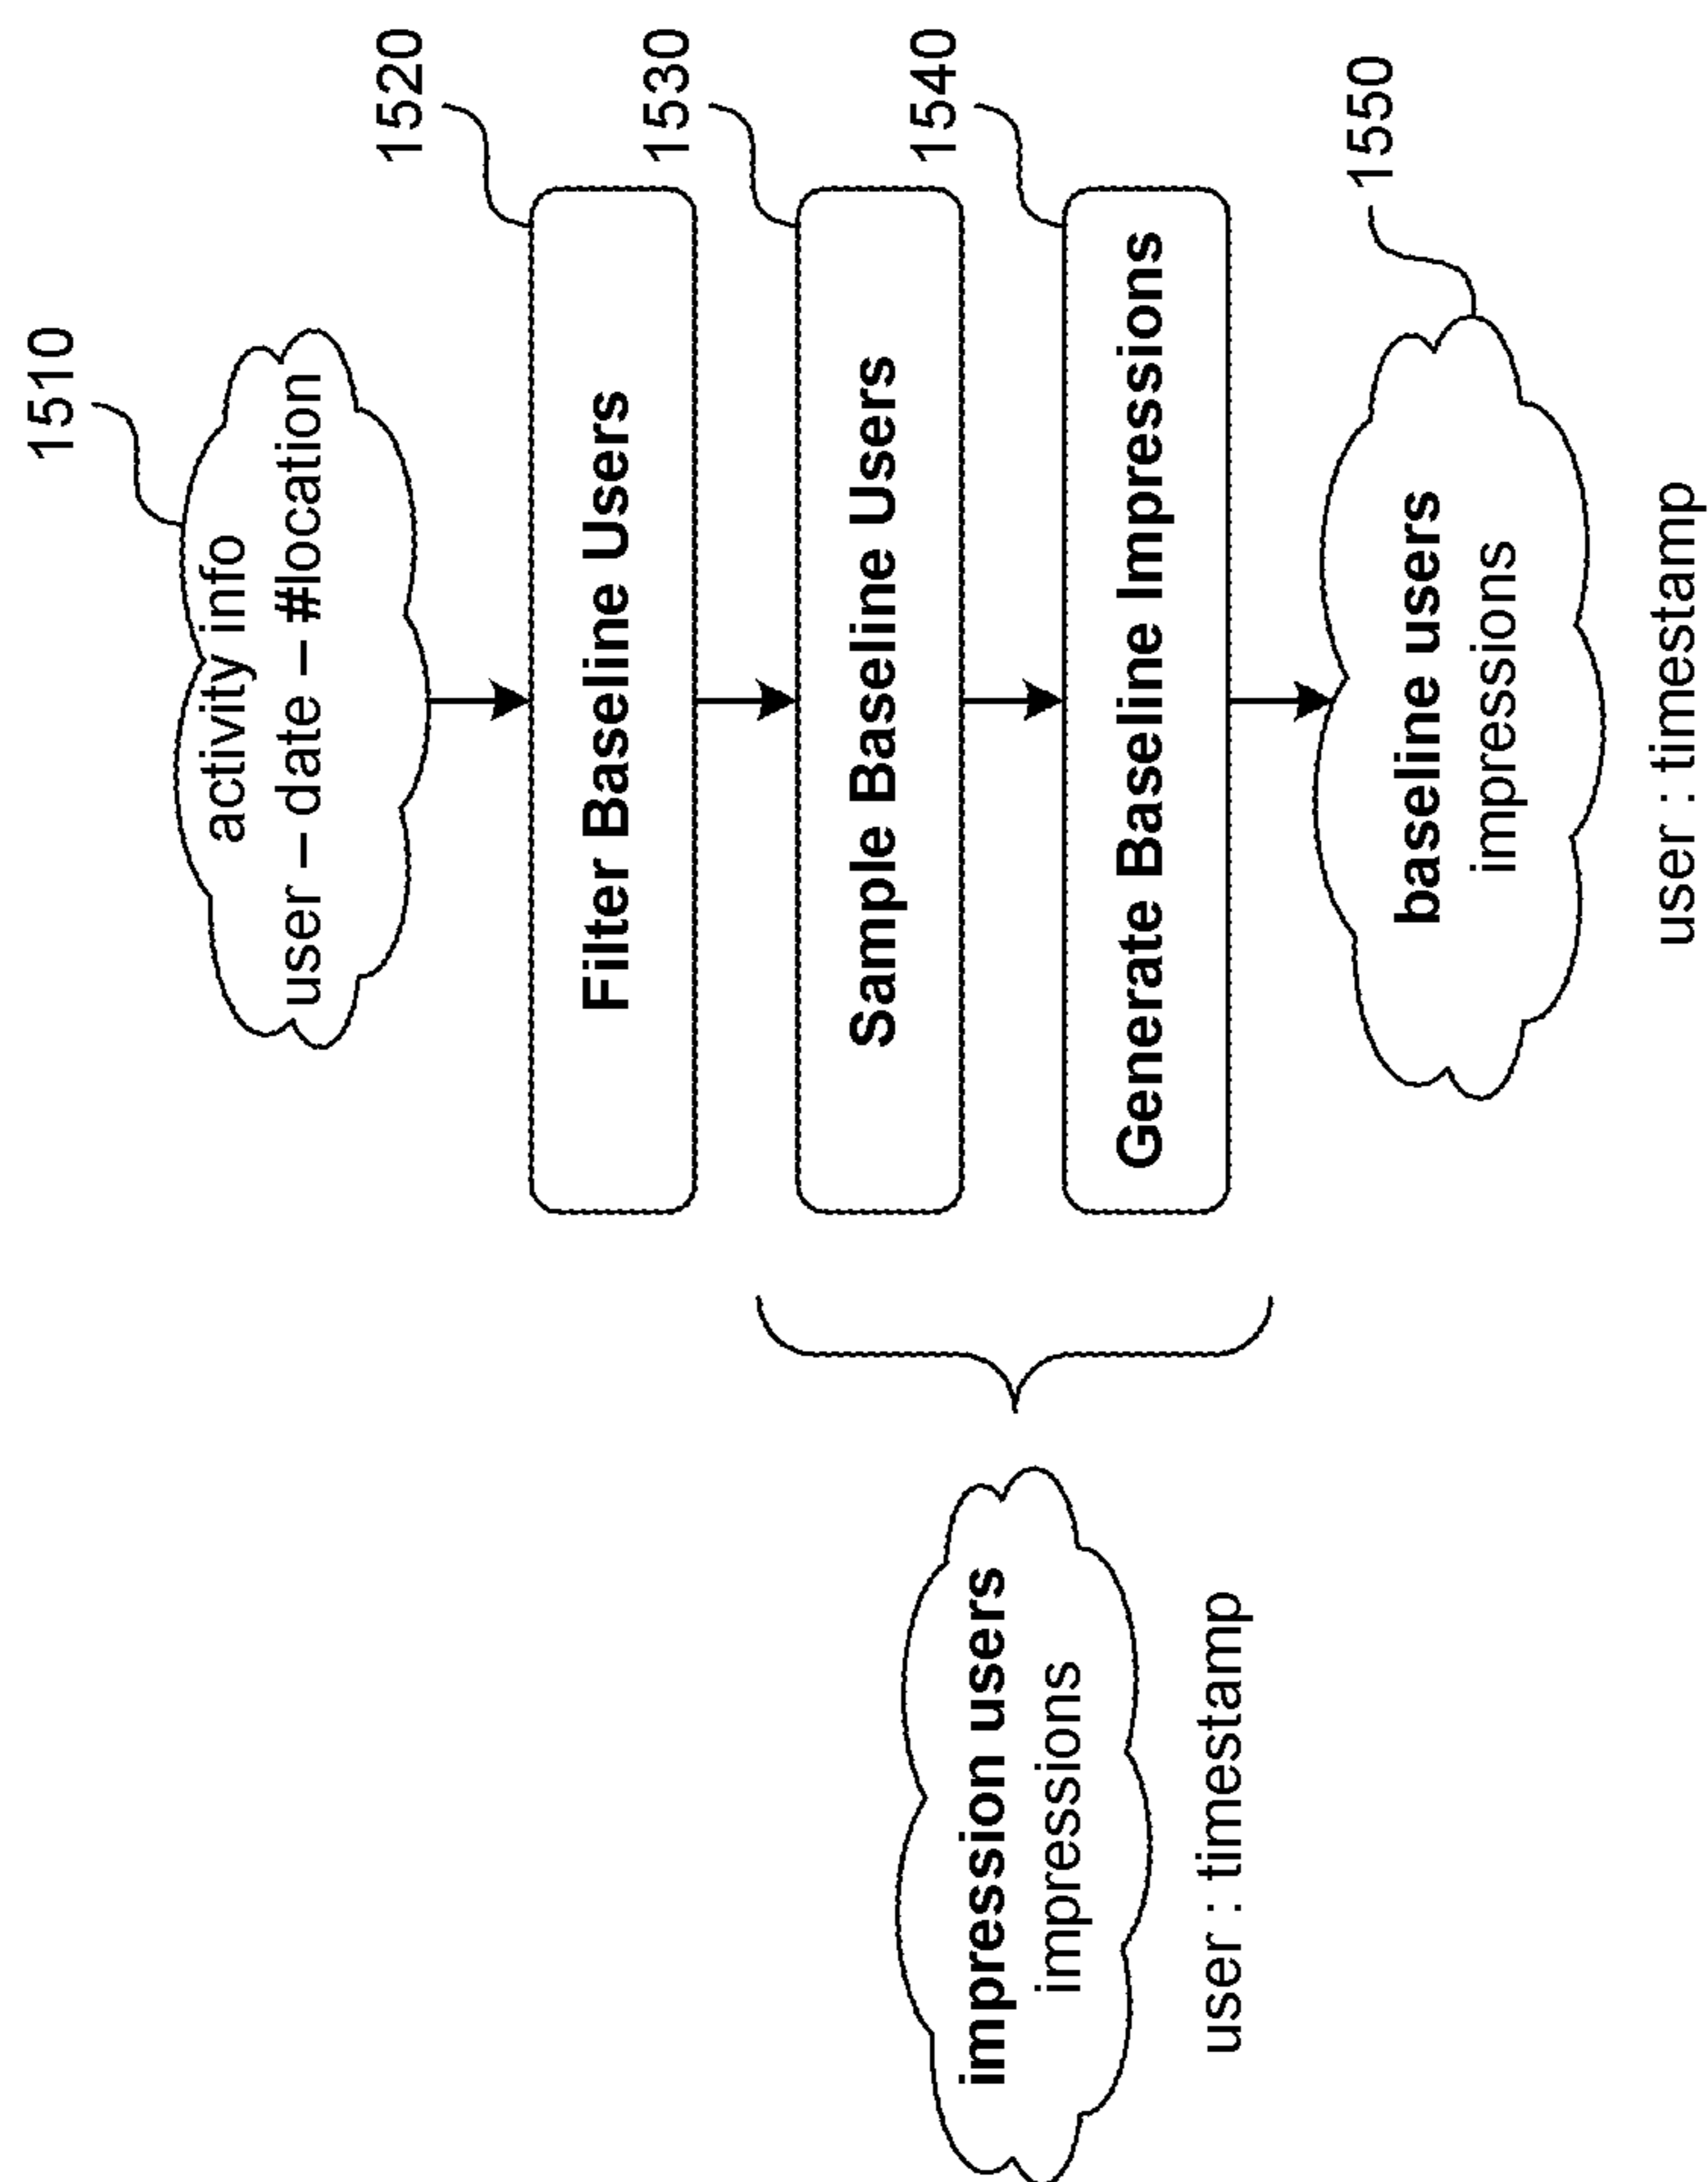 1510
activity info
user – date – #location
1520
Filter Baseline Users
1530
Sample Baseline Users
1540
Generate Baseline Impressions
impression users
impressions
user : timestamp
1550
baseline users
impressions
user : timestamp